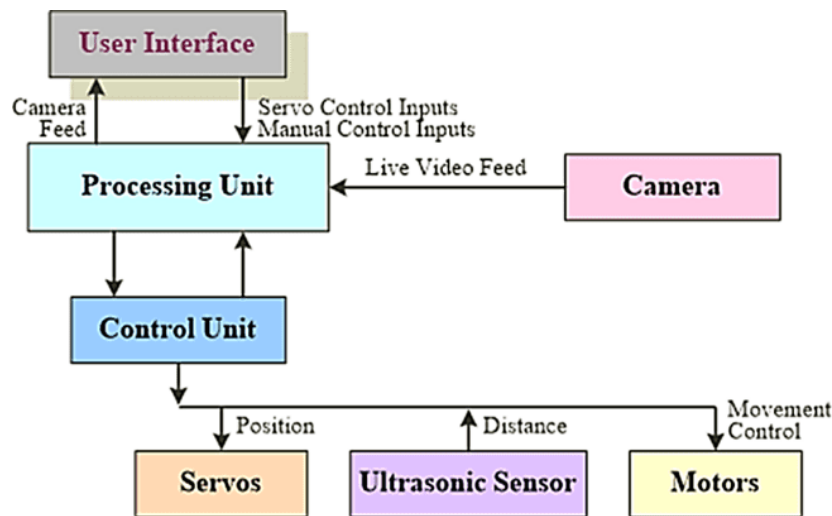 User Interface
Camera
Feed
Servo Control Inputs
Manual Control Inputs
Processing Unit
Live Video Feed
Camera
Control Unit
Position
Distance
Movement
Control
Servos
Ultrasonic Sensor
Motors